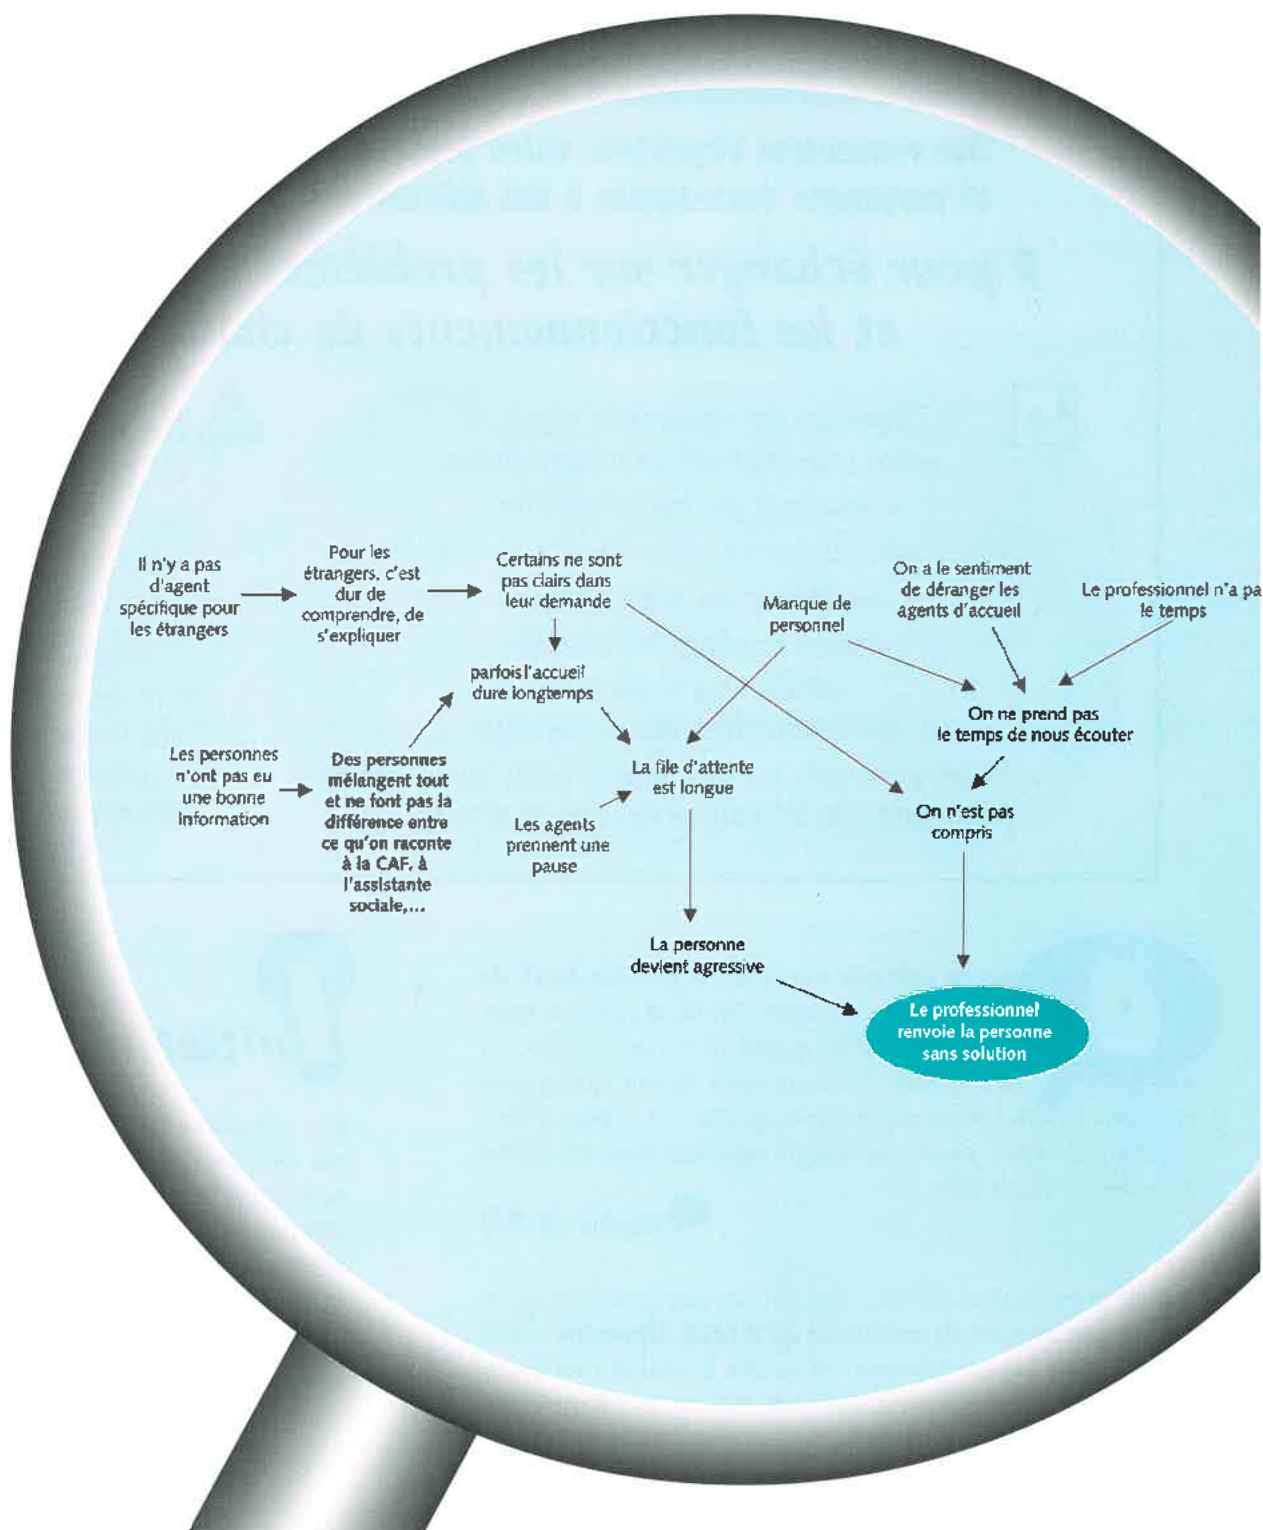 Il n'y a pas
d'agent
spécifique pour
les étrangers
Pour les
étrangers, c'est
dur de
comprendre, de
s'expliquer
Certains ne sont
pas clairs dans
leur demande
Manque de
personnel
On a le sentiment
de déranger les
agents d'accueil
Le professionnel n'a pa
le temps
parfois l'accueil
dure longtemps
On ne prend pas
le temps de nous écouter
Les personnes
n'ont pas eu
une bonne
information
Des personnes
mélangent tout
et ne font pas la
différence entre
ce qu'on raconte
à la CAF, à
l'assistante
sociale,...
La file d'attente
est longue
Les agents
prennent une
pause
On n'est pas
compris
La personne
devient agressive
Le professionnel
renvoie la personne
sans solution